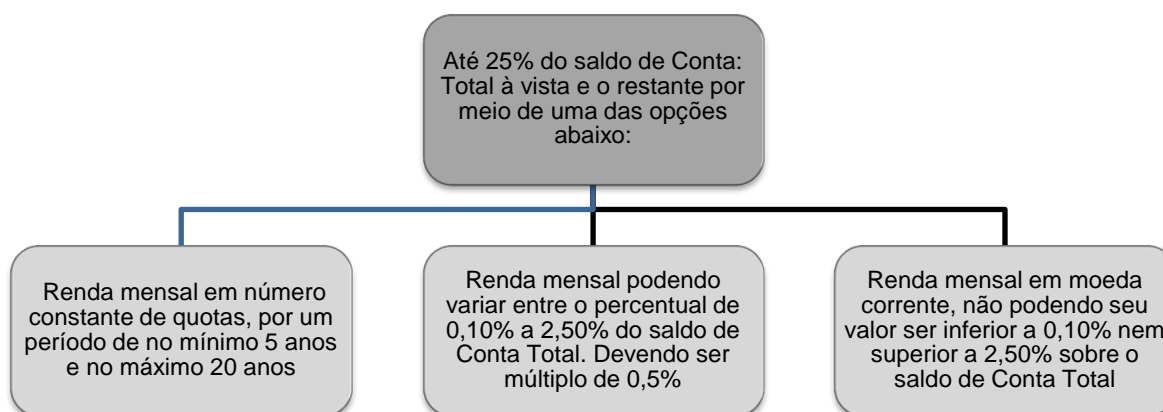 Até 25% do saldo de Conta:
Total à vista e o restante por
meio de uma das opções
abaixo:
Renda mensal em número
constante de quotas, por um
período de no mínimo 5 anos
e no máximo 20 anos
Renda mensal podendo
variar entre o percentual de
0,10% a 2,50% do saldo de
Conta Total. Devendo ser
múltiplo de 0,5%
Renda mensal em moeda
corrente, não podendo seu
valor ser inferior a 0,10% nem
superior a 2,50% sobre o
saldo de Conta Total